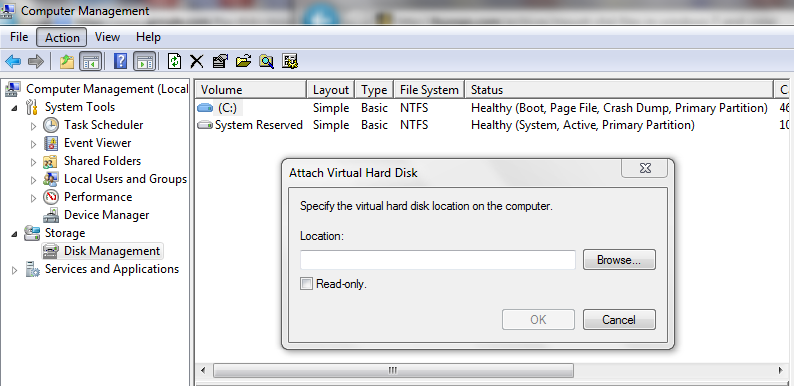 Computer Management
File Action View Help
Computer Management (Local
System Tools
Task Scheduler
Event Viewer
Shared Folders
Local Users and Groups
Performance
Device Manager
Storage
Disk Management
Services and Applications
Volume Layout Type File System Status
(C:) Simple Basic NTFS Healthy (Boot, Page File, Crash Dump, Primary Partition) 46
System Reserved Simple Basic NTFS Healthy (System, Active, Primary Partition) 10
Attach Virtual Hard Disk
Specify the virtual hard disk location on the computer.
Location:
Browse...
Read-only.
OK Cancel